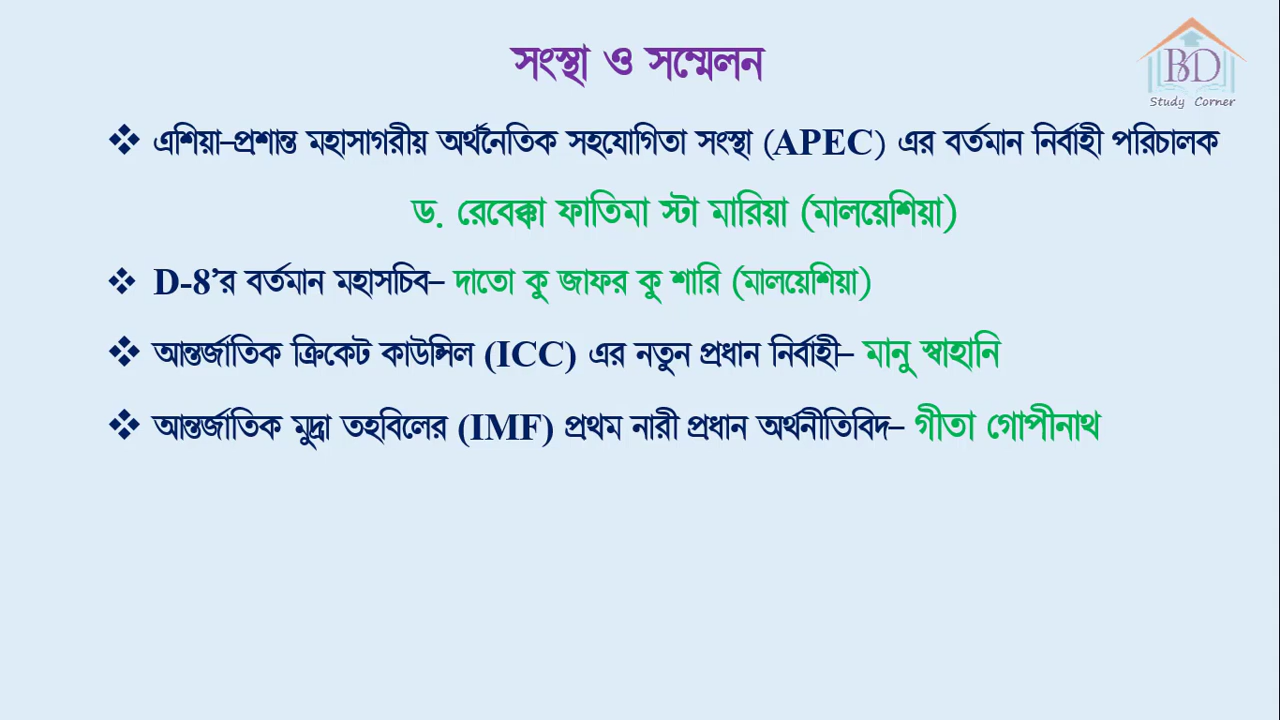 সংস্থা ও সম্মেলন
BD
Study Corner
❖ এশিয়া–প্রশান্ত মহাসাগরীয় অর্থনৈতিক সহযোগিতা সংস্থা (APEC) এর বর্তমান নির্বাহী পরিচালক
ড. রেবেক্কা ফাতিমা স্টা মারিয়া (মালয়েশিয়া)
❖ D-8’র বর্তমান মহাসচিব– দাতো কু জাফর কু শারি (মালয়েশিয়া)
❖ আন্তর্জাতিক ক্রিকেট কাউন্সিল (ICC) এর নতুন প্রধান নির্বাহী– মানু স্বাহানি
❖ আন্তর্জাতিক মুদ্রা তহবিলের (IMF) প্রথম নারী প্রধান অর্থনীতিবিদ– গীতা গোপীনাথ